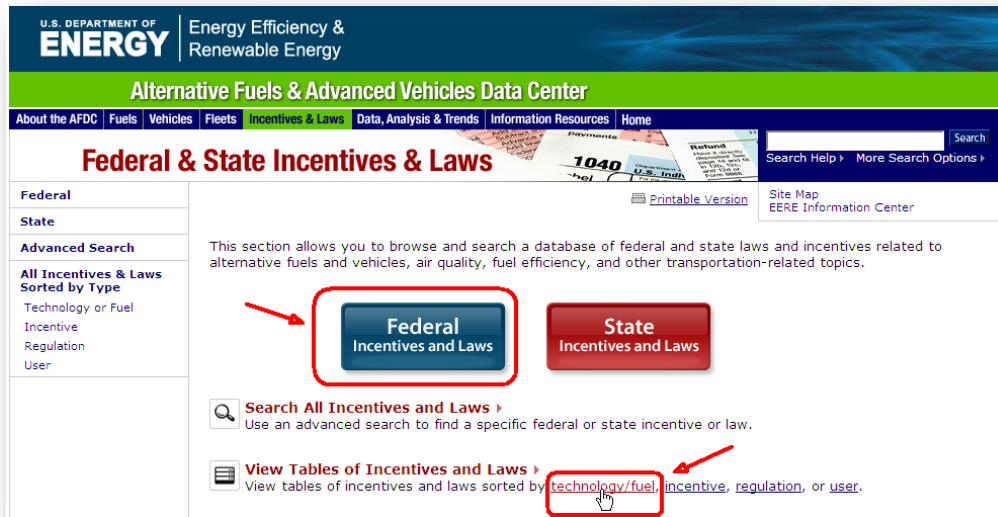 U.S. DEPARTMENT OF
ENERGY
Energy Efficiency &
Renewable Energy
Alternative Fuels & Advanced Vehicles Data Center
About the AFDC Fuels Vehicles Fleets Incentives & Laws Data, Analysis & Trends Information Resources Home
Federal & State Incentives & Laws
payments
1040
U.S. Indi
Refund
Search
Search Help More Search Options
Printable Version
Site Map
EERE Information Center
Federal
State
Advanced Search
All Incentives & Laws
Sorted by Type
Technology or Fuel
Incentive
Regulation
User
This section allows you to browse and search a database of federal and state laws and incentives related to
alternative fuels and vehicles, air quality, fuel efficiency, and other transportation-related topics.
Federal
Incentives and Laws
State
Incentives and Laws
Search All Incentives and Laws
Use an advanced search to find a specific federal or state incentive or law.
View Tables of Incentives and Laws
View tables of incentives and laws sorted by technology/fuel, incentive, regulation, or user.